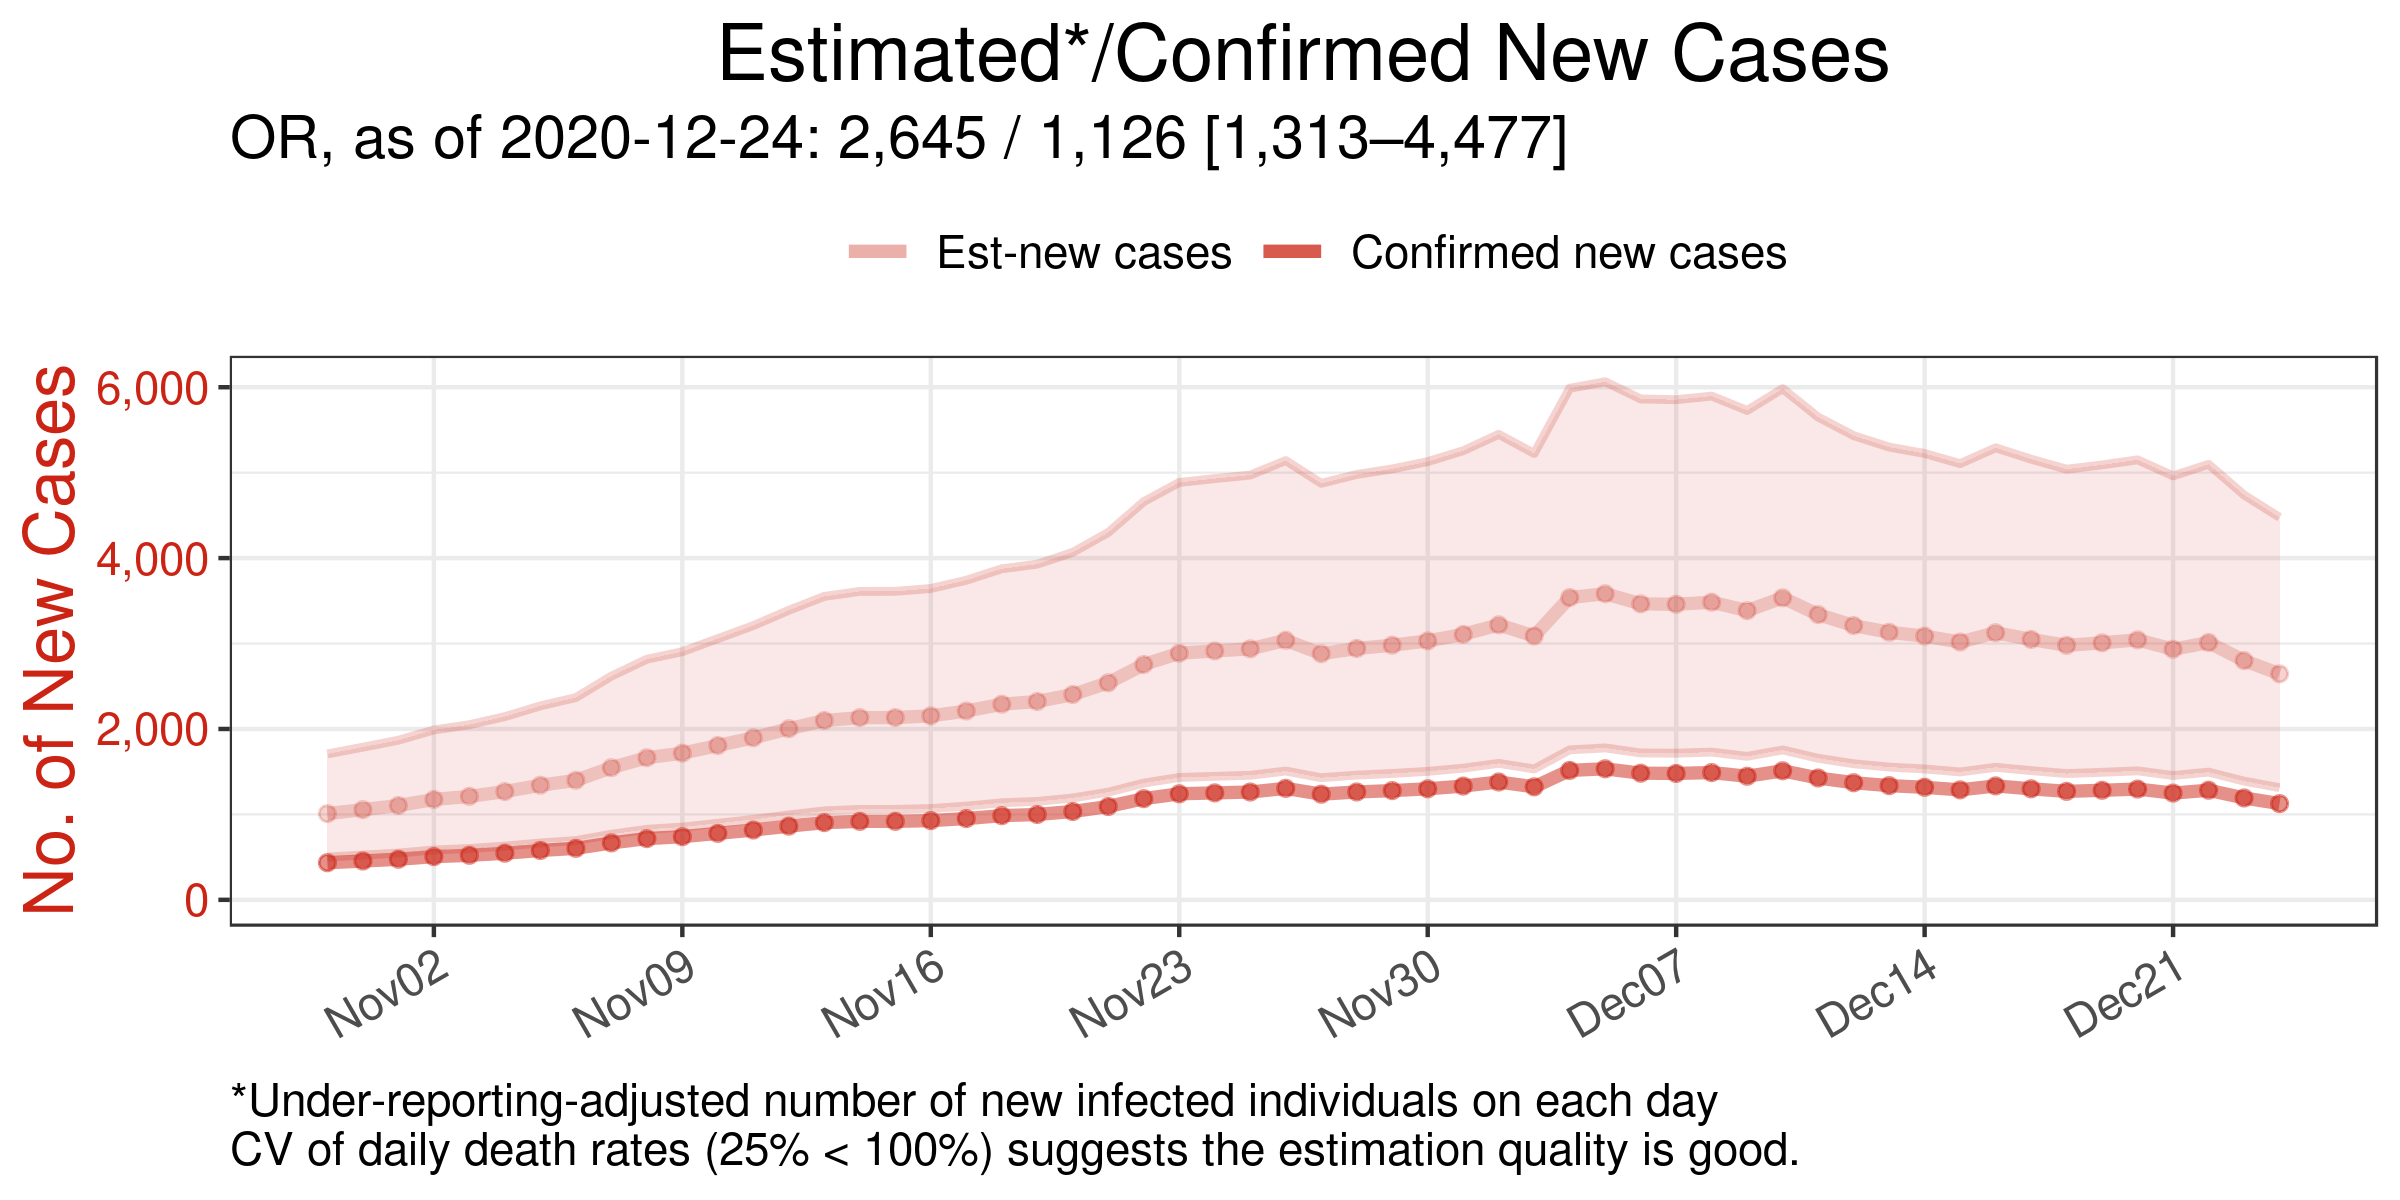 Estimated*/Confirmed New Cases
OR, as of 2020-12-24: 2,645 / 1,126 [1,313–4,477]
Est-new cases
Confirmed new cases
No. of New Cases
6,000
4,000
2,000
0
Nov02
Nov09
Nov16
Nov23
Nov30
Dec07
Dec14
Dec21
*Under-reporting-adjusted number of new infected individuals on each day
CV of daily death rates (25% < 100%) suggests the estimation quality is good.